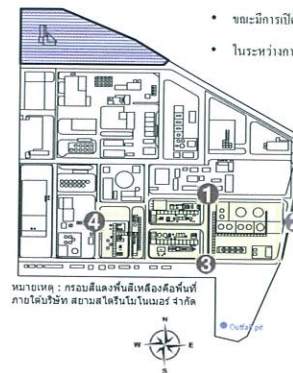 • ขณะมีการเปิ
• ในระหว่างกา
1
4
3
หมายเหตุ : กรอบสีแดงพื้นสีเหลืองคือพื้นที่
ภายใต้บริษัท สยามสไตรีนโมโนเมอร์ จำกัด
N
W
E
S
Outfall pit